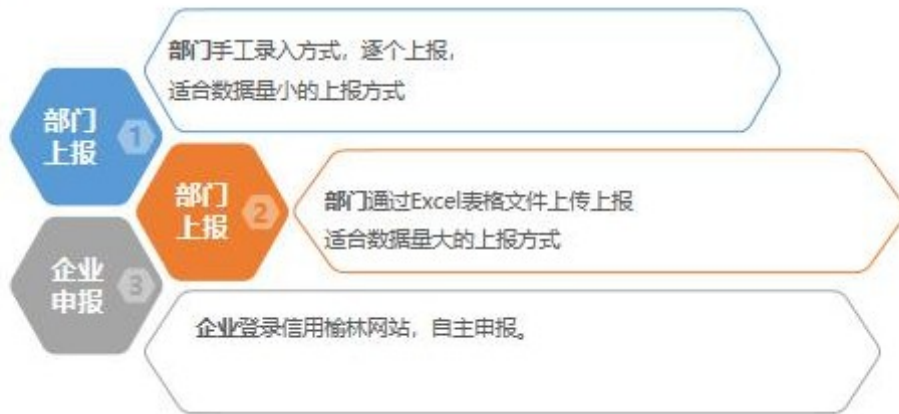 部门
上报
1
部门手工录入方式，逐个上报，
适合数据量小的上报方式
部门
上报
2
部门通过Excel表格文件上传上报
适合数据量大的上报方式
企业
申报
3
企业登录信用榆林网站，自主申报。